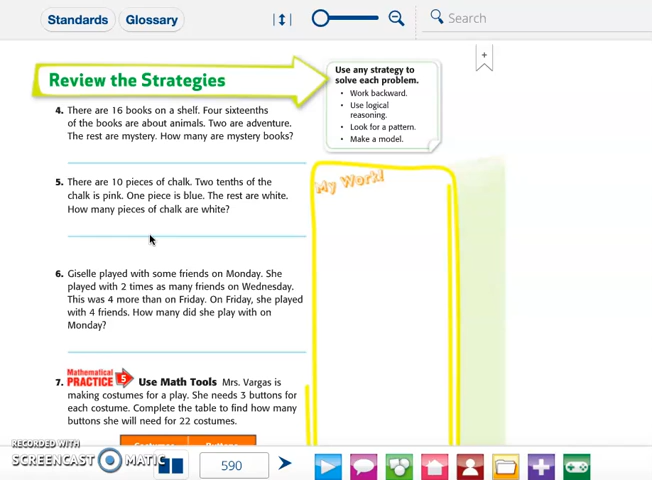 Standards Glossary Search
Review the Strategies
Use any strategy to
solve each problem.
• Work backward.
• Use logical
reasoning.
• Look for a pattern.
• Make a model.
4. There are 16 books on a shelf. Four sixteenths
of the books are about animals. Two are adventure.
The rest are mystery. How many are mystery books?
My Work!
5. There are 10 pieces of chalk. Two tenths of the
chalk is pink. One piece is blue. The rest are white.
How many pieces of chalk are white?
6. Giselle played with some friends on Monday. She
played with 2 times as many friends on Wednesday.
This was 4 more than on Friday. On Friday, she played
with 4 friends. How many did she play with on
Monday?
Mathematical
7. PRACTICE 5 Use Math Tools Mrs. Vargas is
making costumes for a play. She needs 3 buttons for
each costume. Complete the table to find how many
buttons she will need for 22 costumes.
Costumes Buttons
RECORDED WITH
SCREENCAST MATIC
590